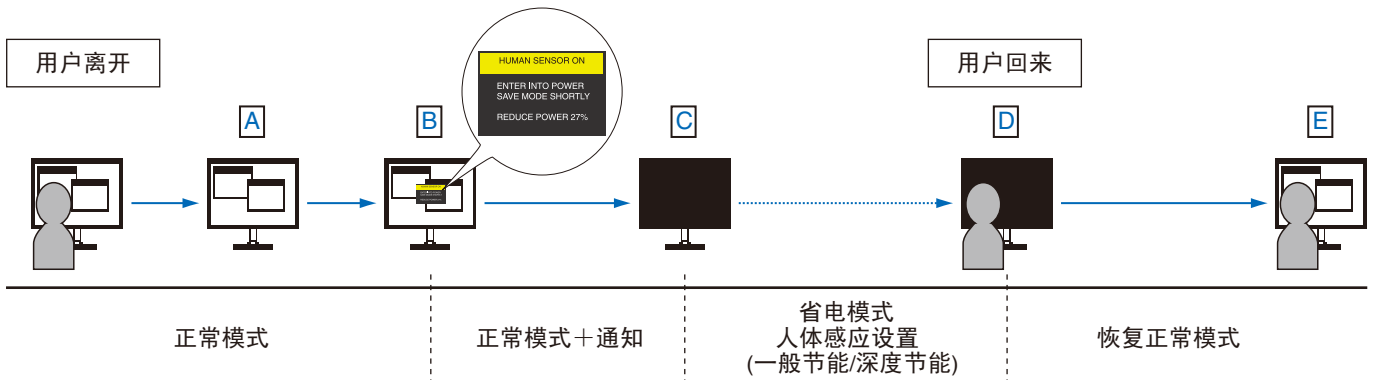 用户离开
HUMAN SENSOR ON
ENTER INTO POWER
SAVE MODE SHORTLY
REDUCE POWER 27%
用户回来
A
B
C
D
E
正常模式
正常模式＋通知
省电模式
人体感应设置
(一般节能/深度节能)
恢复正常模式